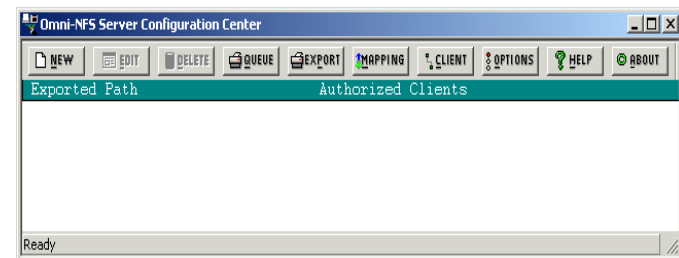 Omni-NFS Server Configuration Center
NEW EDIT DELETE QUEUE EXPORT MAPPING CLIENT OPTIONS HELP ABOUT
Exported Path Authorized Clients
Ready